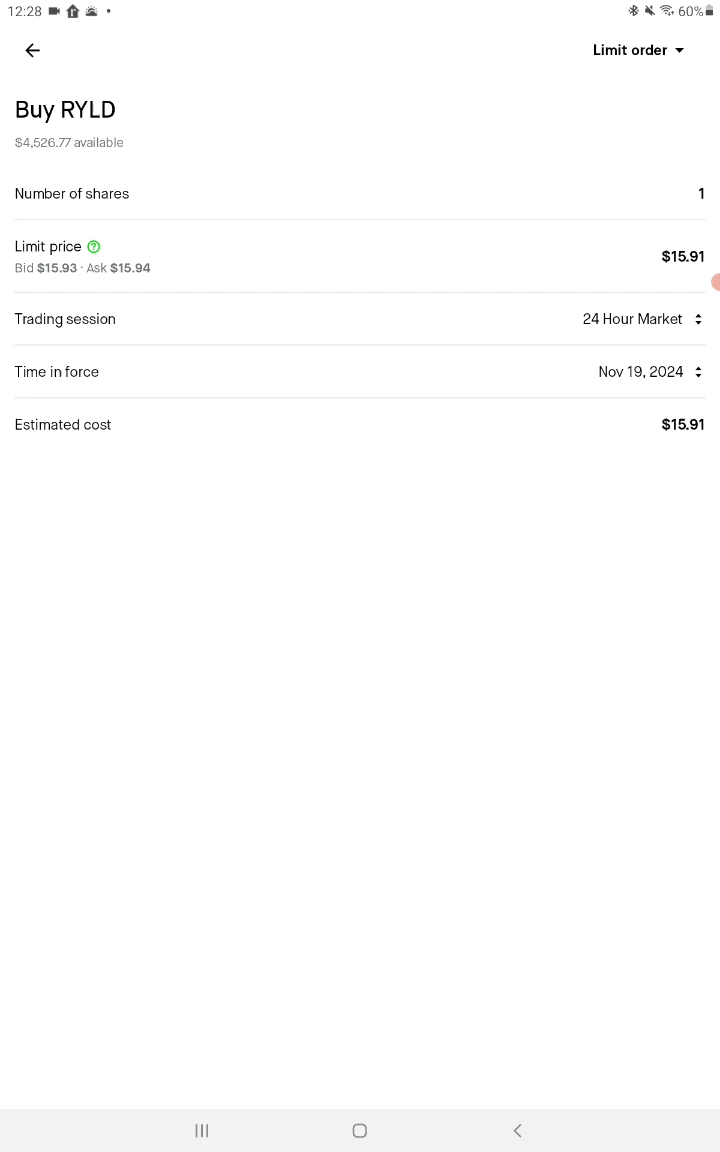 12:28 60%
Limit order
Buy RYLD
$4,526.77 available
Number of shares 1
Limit price
Bid $15.93 · Ask $15.94 $15.91
Trading session 24 Hour Market
Time in force Nov 19, 2024
Estimated cost $15.91